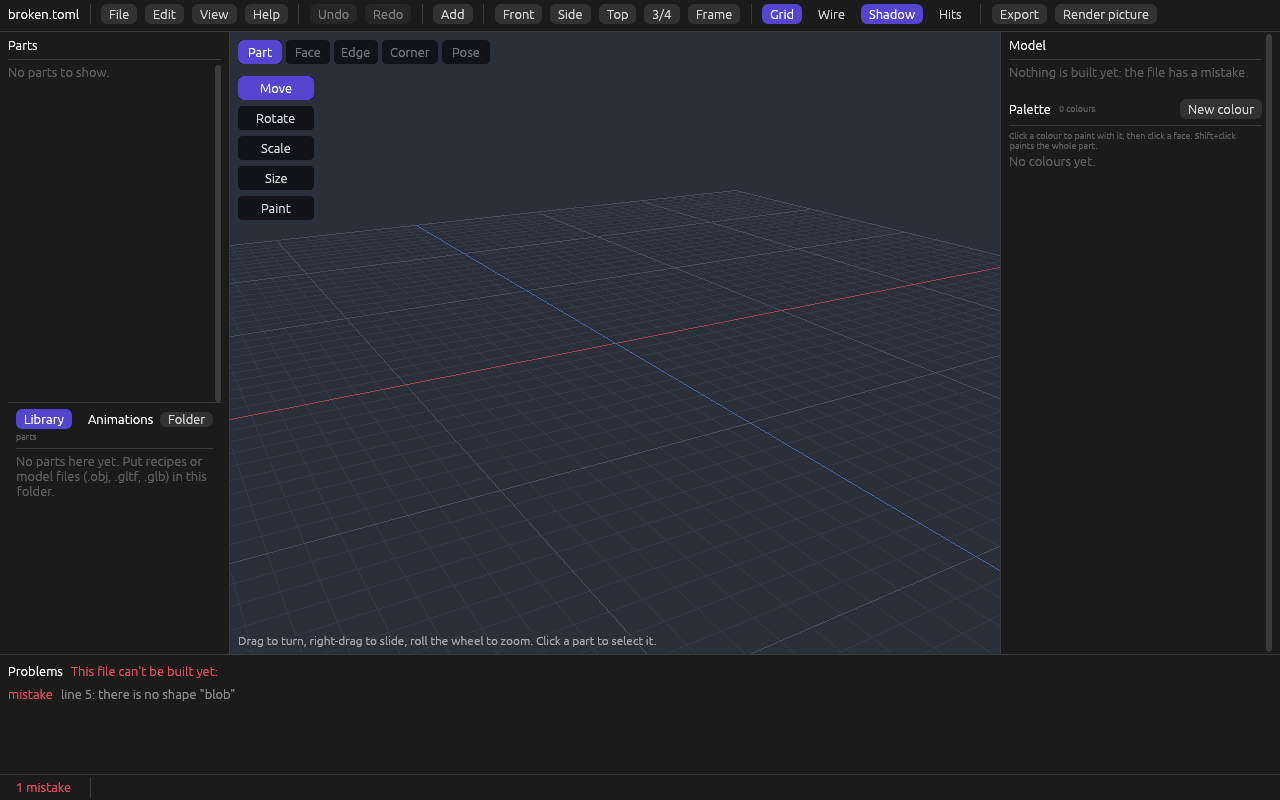 broken.toml File Edit View Help Undo Redo Add Front Side Top 3/4 Frame Grid Wire Shadow Hits Export Render picture
Parts
No parts to show.
Part Face Edge Corner Pose
Move
Rotate
Scale
Size
Paint
Drag to turn, right-drag to slide, roll the wheel to zoom. Click a part to select it.
Library Animations Folder
parts
No parts here yet. Put recipes or
model files (.obj, .gltf, .glb) in this
folder.
Model
Nothing is built yet: the file has a mistake.
Palette 0 colours New colour
Click a colour to paint with it, then click a face. Shift+click
paints the whole part.
No colours yet.
Problems This file can't be built yet:
mistake line 5: there is no shape "blob"
1 mistake